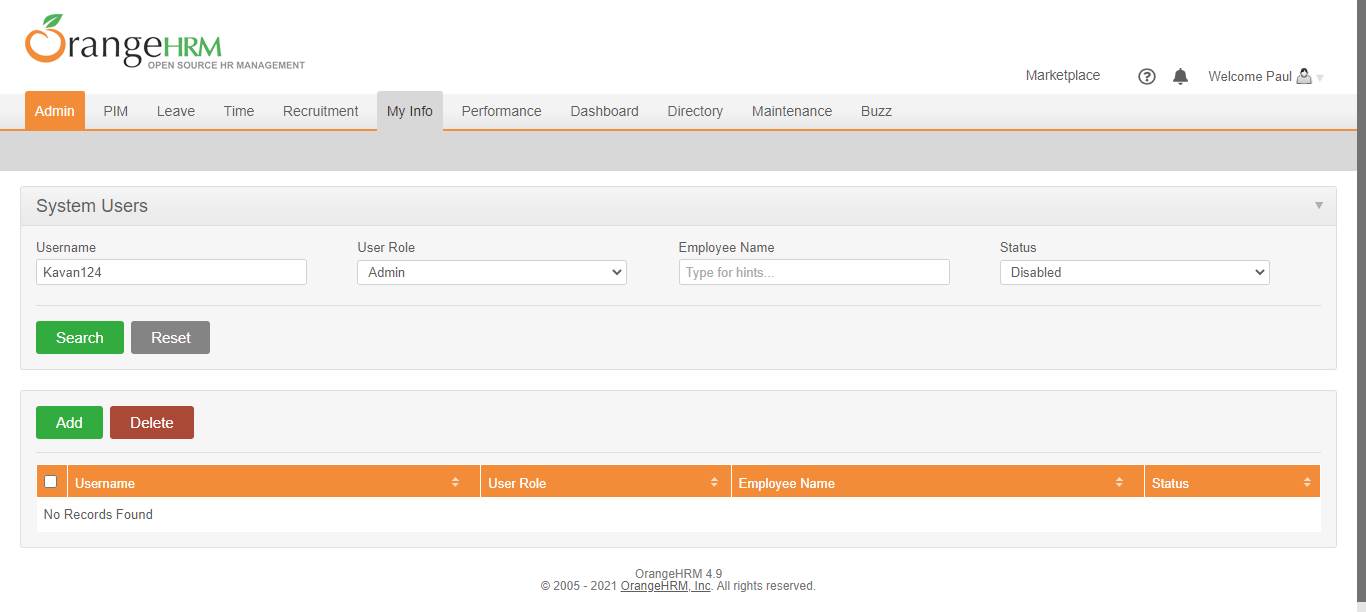 OrangeHRM
OPEN SOURCE HR MANAGEMENT
Marketplace Welcome Paul
Admin PIM Leave Time Recruitment My Info Performance Dashboard Directory Maintenance Buzz
System Users
Username User Role Employee Name Status
Kavan124 Admin Type for hints... Disabled
Search Reset
Add Delete
Username User Role Employee Name Status
No Records Found
OrangeHRM 4.9
© 2005 - 2021 OrangeHRM, Inc. All rights reserved.